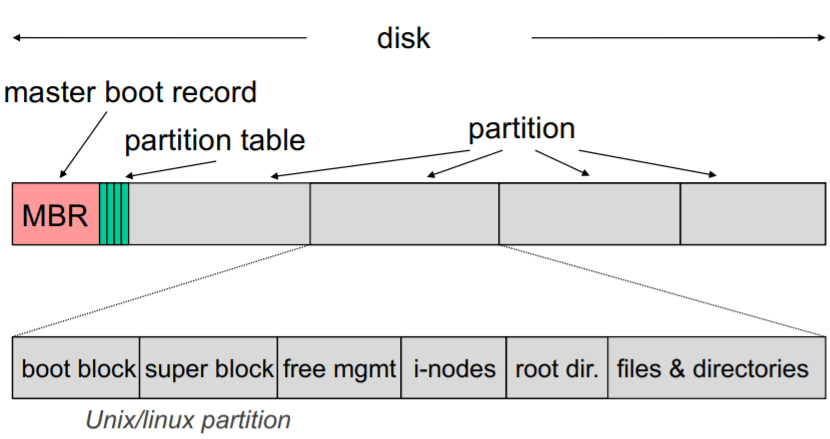 disk
master boot record
partition table
partition
MBR
boot block
super block
free mgmt
i-nodes
root dir.
files & directories
Unix/linux partition